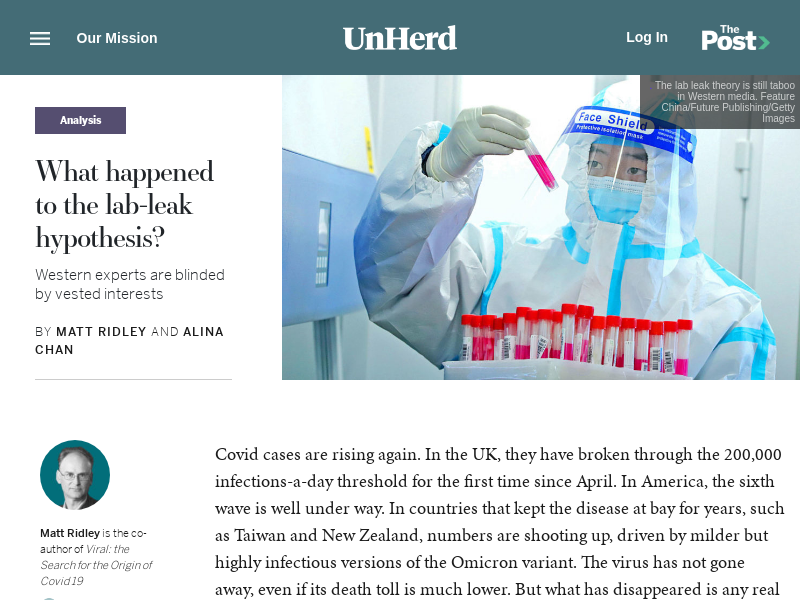 Our Mission
UnHerd
Log In
The
Post
The lab leak theory is still taboo
in Western media. Feature
China/Future Publishing/Getty
Images
Face Shield
Protective isolation mask
Analysis
What happened
to the lab-leak
hypothesis?
Western experts are blinded
by vested interests
BY MATT RIDLEY AND ALINA
CHAN
Matt Ridley is the co-
author of Viral: the
Search for the Origin of
Covid19
Covid cases are rising again. In the UK, they have broken through the 200,000
infections-a-day threshold for the first time since April. In America, the sixth
wave is well under way. In countries that kept the disease at bay for years, such
as Taiwan and New Zealand, numbers are shooting up, driven by milder but
highly infectious versions of the Omicron variant. The virus has not gone
away, even if its death toll is much lower. But what has disappeared is any real